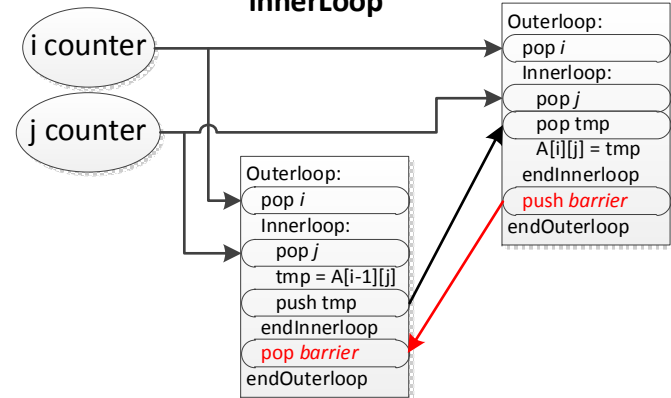 innerLoop
i counter
j counter
Outerloop:
pop i
Innerloop:
pop j
pop tmp
A[i][j] = tmp
endInnerloop
push barrier
endOuterloop
Outerloop:
pop i
Innerloop:
pop j
tmp = A[i-1][j]
push tmp
endInnerloop
pop barrier
endOuterloop